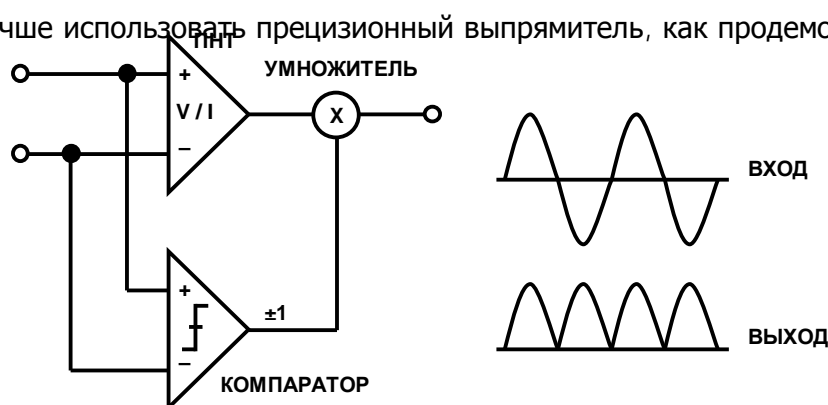 чше использовать прецизионный выпрямитель, как продемо
ПНТ
УМНОЖИТЕЛЬ
+
V / I
X
–
ВХОД
+
±1
–
ВЫХОД
КОМПАРАТОР